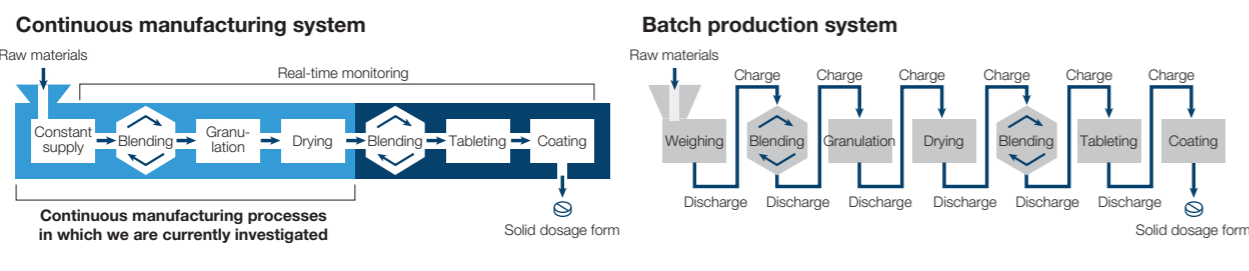 Continuous manufacturing system
Raw materials
Real-time monitoring
Constant
supply
Blending
Granu-
lation
Drying
Blending
Tableting
Coating
Continuous manufacturing processes
in which we are currently investigated
Solid dosage form
Batch production system
Raw materials
Charge
Charge
Charge
Charge
Charge
Charge
Weighing
Blending
Granulation
Drying
Blending
Tableting
Coating
Discharge
Discharge
Discharge
Discharge
Discharge
Discharge
Solid dosage form